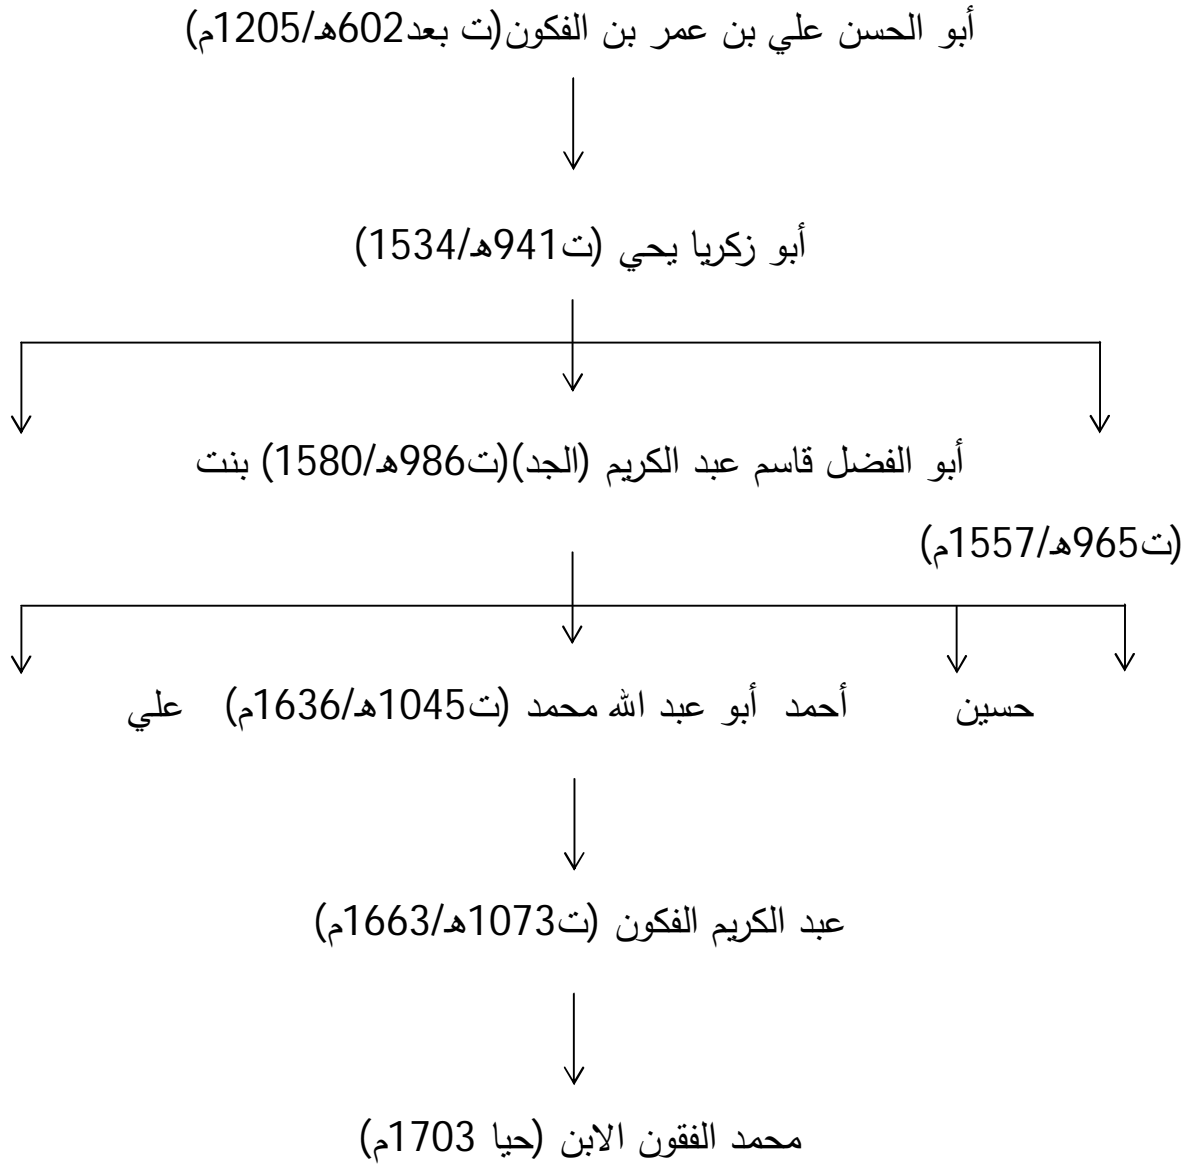 أبو الحسن علي بن عمر بن الفكون(ت بعد602هـ/1205م)
أبو زكريا يحي (ت941هـ/1534)
أبو الفضل قاسم عبد الكريم (الجد)(ت986هـ/1580) بنت
(ت965هـ/1557م)
حسين أحمد أبو عبد الله محمد (ت1045هـ/1636م) علي
عبد الكريم الفكون (ت1073هـ/1663م)
محمد الفقون الابن (حيا 1703م)